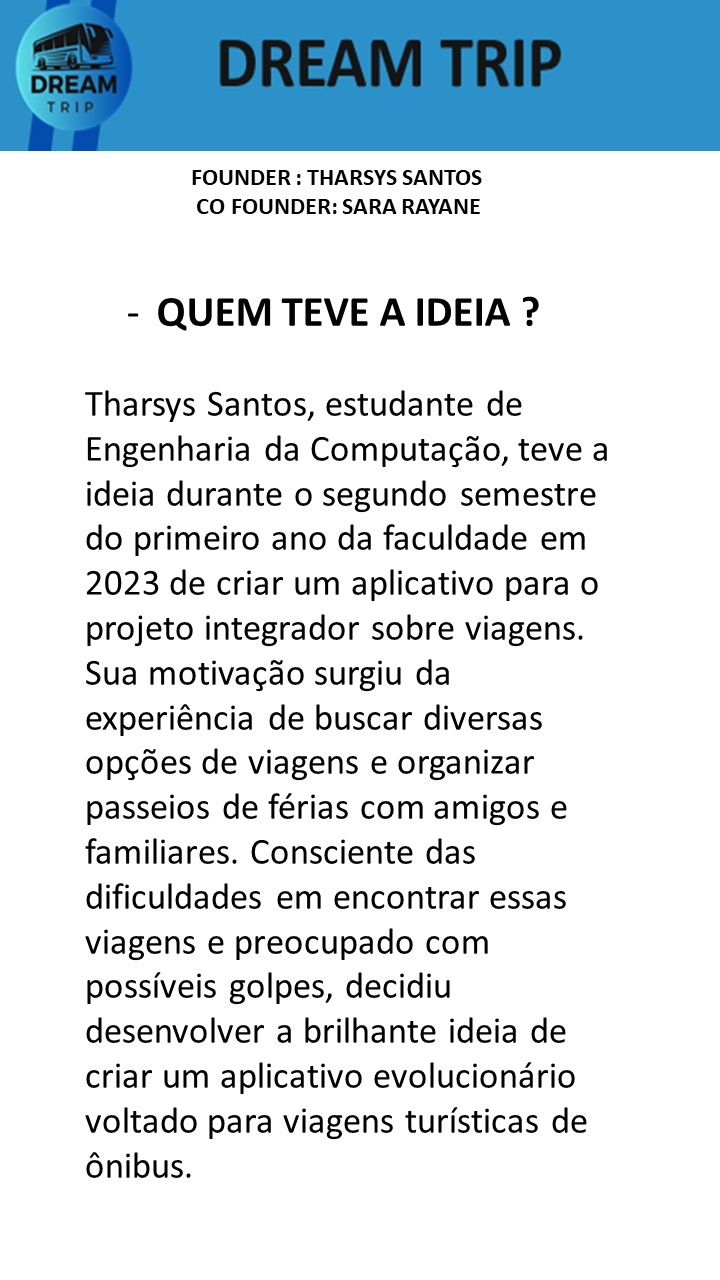 DREAM
TRIP
DREAM TRIP
FOUNDER : THARSYS SANTOS
CO FOUNDER: SARA RAYANE
- QUEM TEVE A IDEIA ?
Tharsys Santos, estudante de
Engenharia da Computação, teve a
ideia durante o segundo semestre
do primeiro ano da faculdade em
2023 de criar um aplicativo para o
projeto integrador sobre viagens.
Sua motivação surgiu da
experiência de buscar diversas
opções de viagens e organizar
passeios de férias com amigos e
familiares. Consciente das
dificuldades em encontrar essas
viagens e preocupado com
possíveis golpes, decidiu
desenvolver a brilhante ideia de
criar um aplicativo evolucionário
voltado para viagens turísticas de
ônibus.